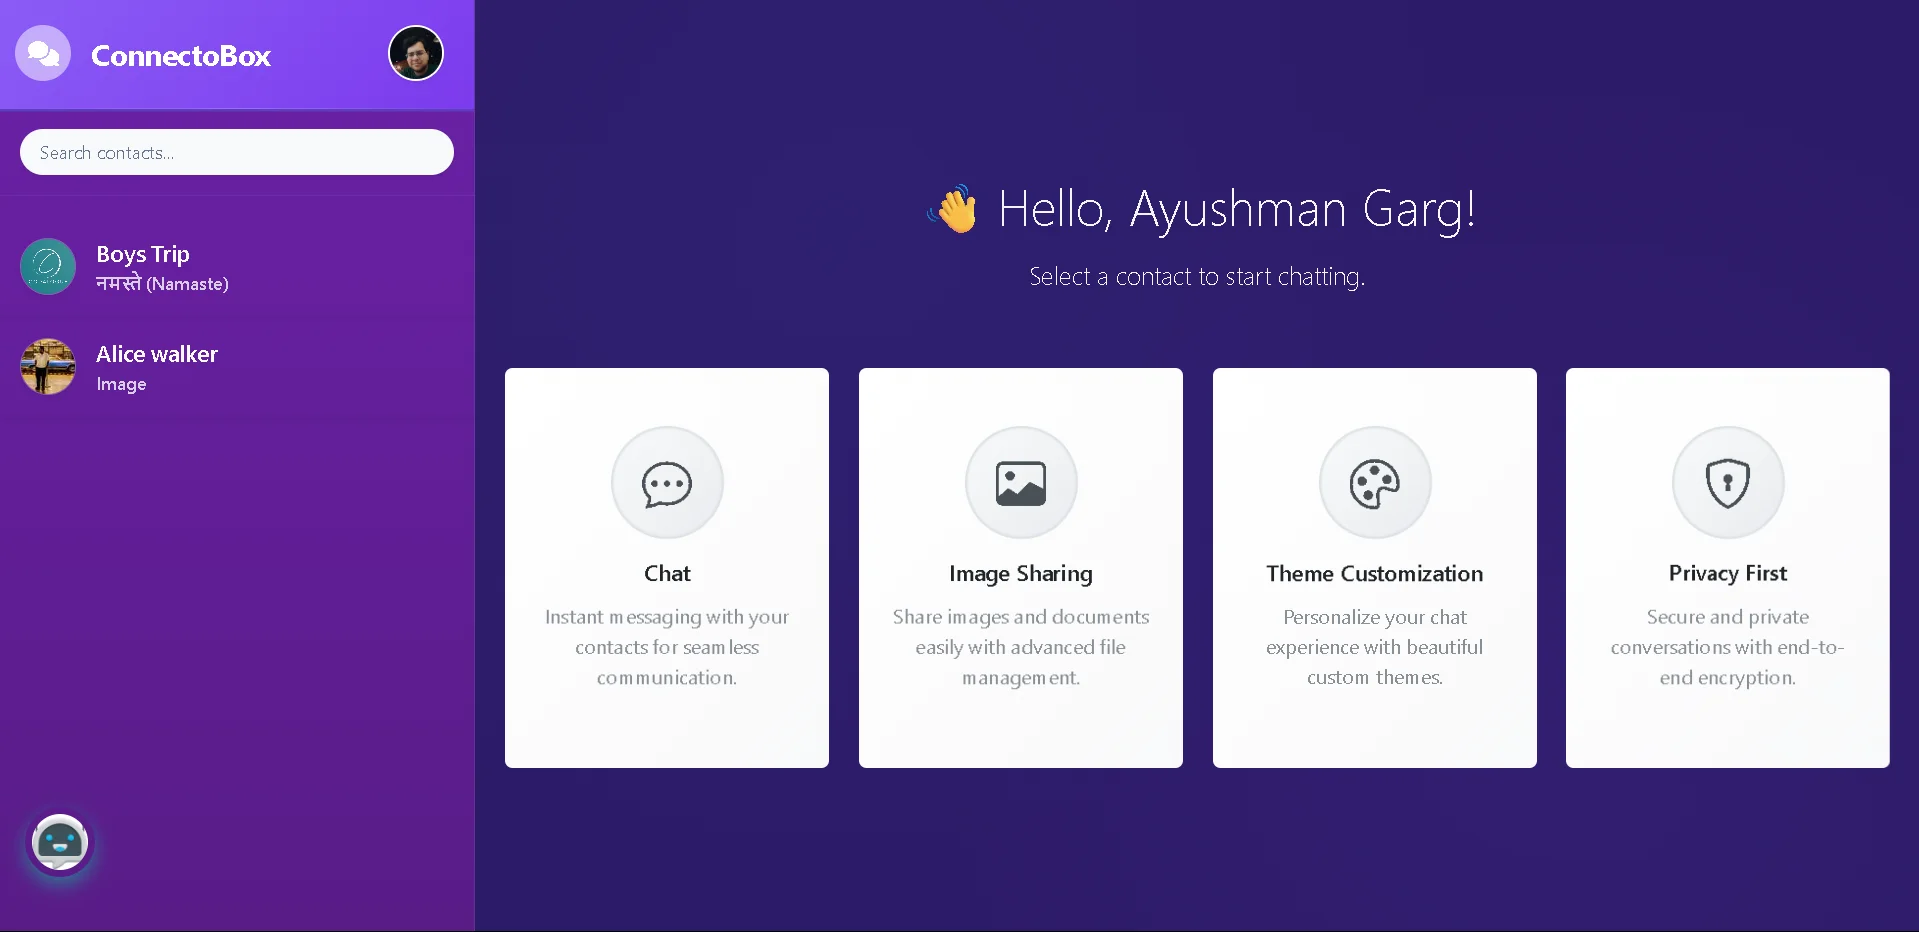 ConnectoBox
Search contacts...
Boys Trip
नमस्ते (Namaste)
Alice walker
Image
👋 Hello, Ayushman Garg!
Select a contact to start chatting.
Chat
Instant messaging with your
contacts for seamless
communication.
Image Sharing
Share images and documents
easily with advanced file
management.
Theme Customization
Personalize your chat
experience with beautiful
custom themes.
Privacy First
Secure and private
conversations with end-to-
end encryption.